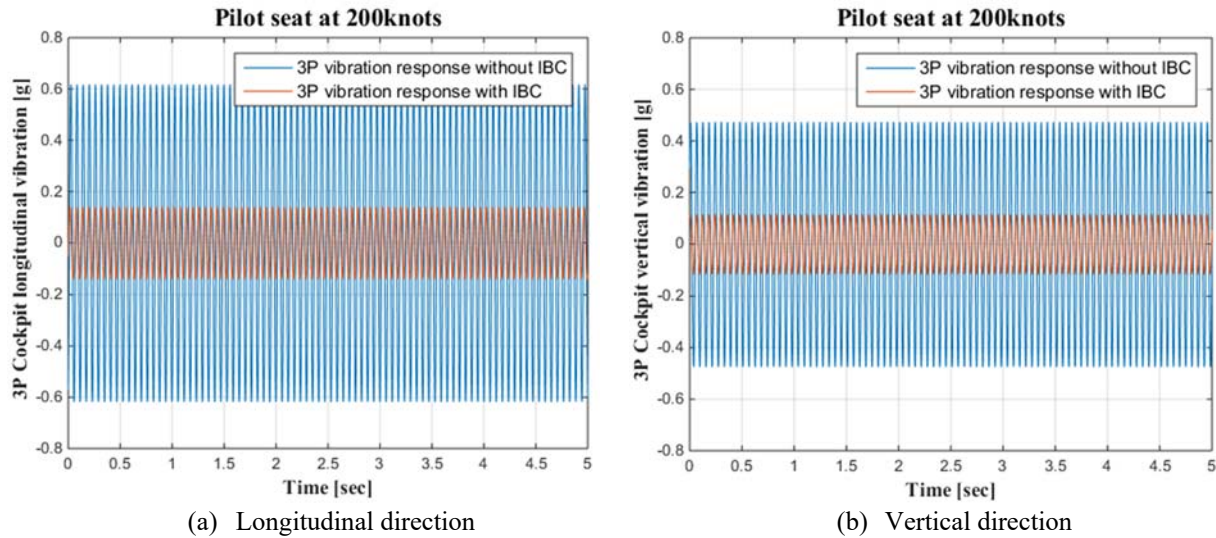 Pilot seat at 200knots
3P Cockpit longitudinal vibration [g]
0.8
0.6
0.4
0.2
0
-0.2
-0.4
-0.6
-0.8
3P vibration response without IBC
3P vibration response with IBC
0 0.5 1 1.5 2 2.5 3 3.5 4 4.5 5
Time [sec]
(a) Longitudinal direction
Pilot seat at 200knots
3P Cockpit vertical vibration [g]
0.8
0.6
0.4
0.2
0
-0.2
-0.4
-0.6
-0.8
3P vibration response without IBC
3P vibration response with IBC
0 0.5 1 1.5 2 2.5 3 3.5 4 4.5 5
Time [sec]
(b) Vertical direction